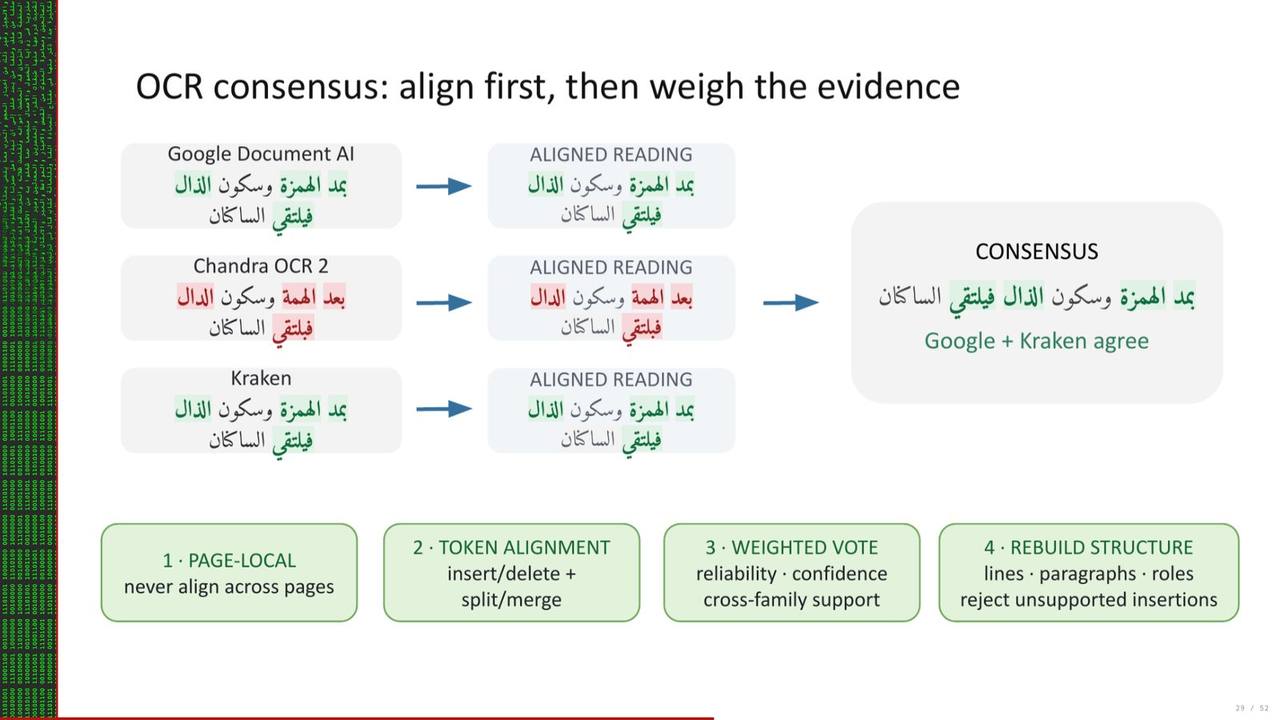 OCR consensus: align first, then weigh the evidence
Google Document AI
بمد الهمزة وسكون الذال
فيلتقي الساكنان
ALIGNED READING
بمد الهمزة وسكون الذال
فيلتقي الساكنان
Chandra OCR 2
بعد الهمة وسكون الدال
فبلتقي الساكنان
ALIGNED READING
بعد الهمة وسكون الدال
فبلتقي الساكنان
Kraken
بمد الهمزة وسكون الذال
فيلتقي الساكنان
ALIGNED READING
بمد الهمزة وسكون الذال
فيلتقي الساكنان
CONSENSUS
بمد الهمزة وسكون الذال فيلتقي الساكنان
Google + Kraken agree
1 · PAGE-LOCAL
never align across pages
2 · TOKEN ALIGNMENT
insert/delete +
split/merge
3 · WEIGHTED VOTE
reliability · confidence
cross-family support
4 · REBUILD STRUCTURE
lines · paragraphs · roles
reject unsupported insertions
29 / 52